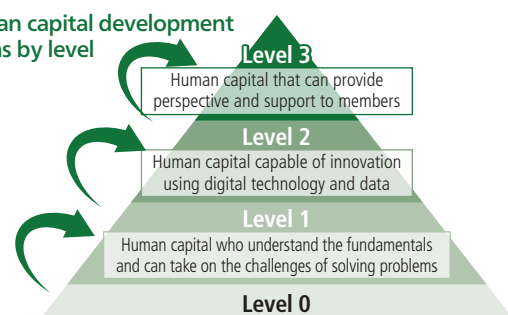 an capital development
s by level
Level 3
Human capital that can provide
perspective and support to members
Level 2
Human capital capable of innovation
using digital technology and data
Level 1
Human capital who understand the fundamentals
and can take on the challenges of solving problems
Level 0